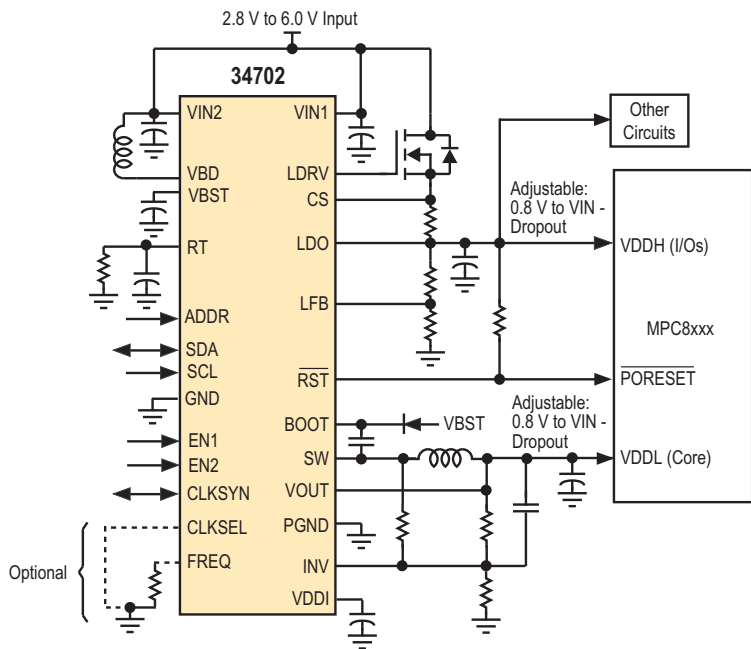 2.8 V to 6.0 V Input
34702
VIN2
VIN1
Other
Circuits
VBD
LDRV
VBST
CS
Adjustable:
0.8 V to VIN -
Dropout
RT
LDO
VDDH (I/Os)
LFB
ADDR
MPC8xxx
SDA
SCL
RST
PORESET
GND
BOOT
VBST
Adjustable:
0.8 V to VIN -
Dropout
EN1
SW
VDDL (Core)
EN2
VOUT
CLKSYN
CLKSEL
PGND
Optional
FREQ
INV
VDDI